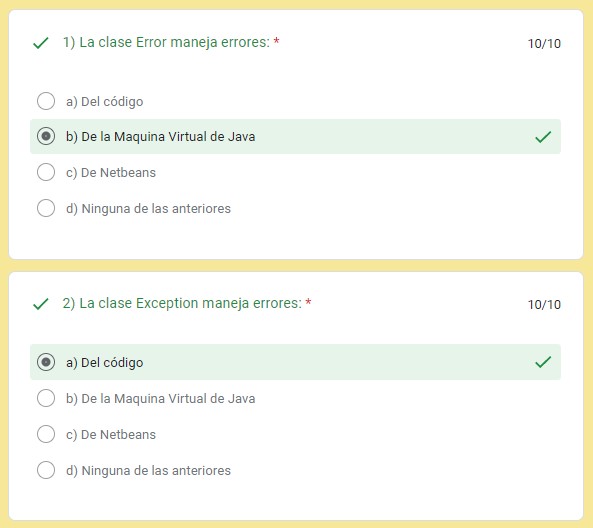 1) La clase Error maneja errores: *
10/10
a) Del código
b) De la Maquina Virtual de Java
c) De Netbeans
d) Ninguna de las anteriores
2) La clase Exception maneja errores: *
10/10
a) Del código
b) De la Maquina Virtual de Java
c) De Netbeans
d) Ninguna de las anteriores